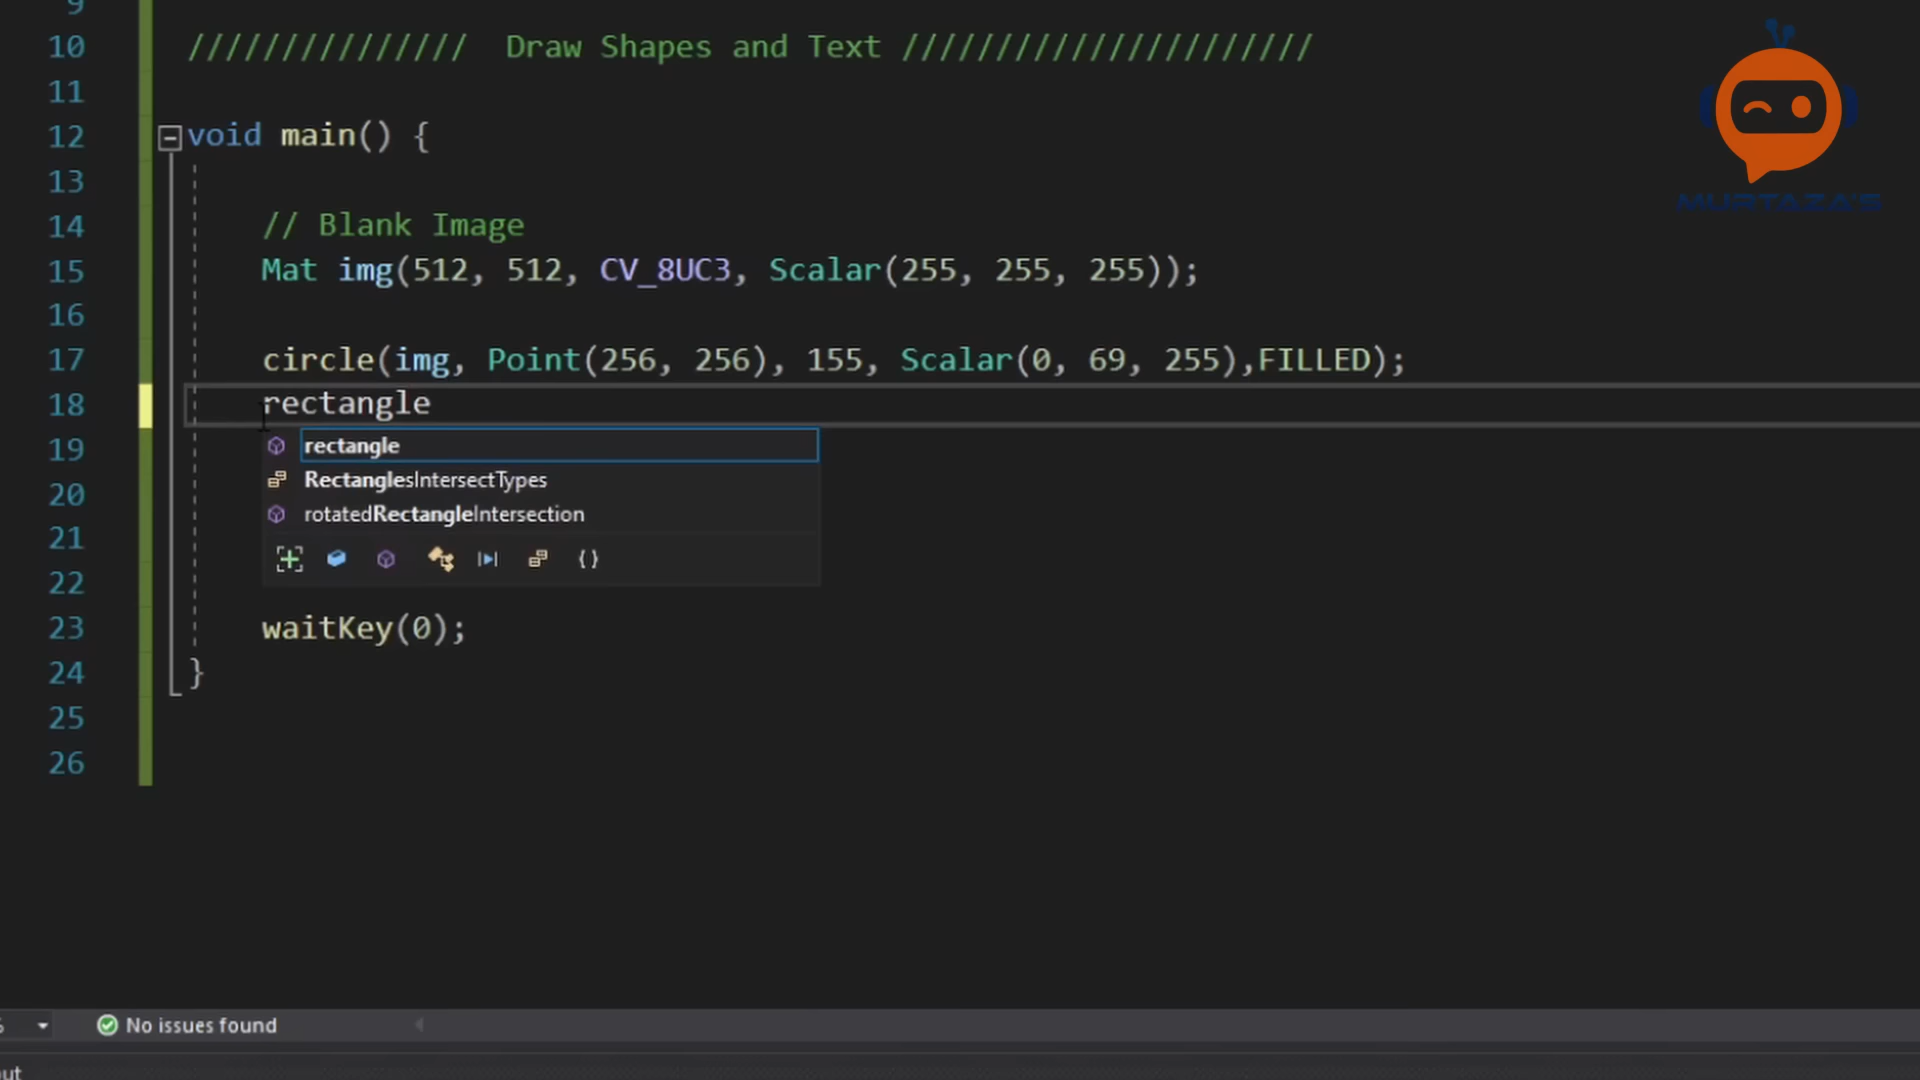 9
10 /////////////// Draw Shapes and Text //////////////////////
11
12 void main() {
13
14 // Blank Image
15 Mat img(512, 512, CV_8UC3, Scalar(255, 255, 255));
16
17 circle(img, Point(256, 256), 155, Scalar(0, 69, 255),FILLED);
18 rectangle
19 rectangle
RectanglesIntersectTypes
20
rotatedRectangleIntersection
21
22
23 waitKey(0);
24 }
25
26
No issues found
MURTAZA'S